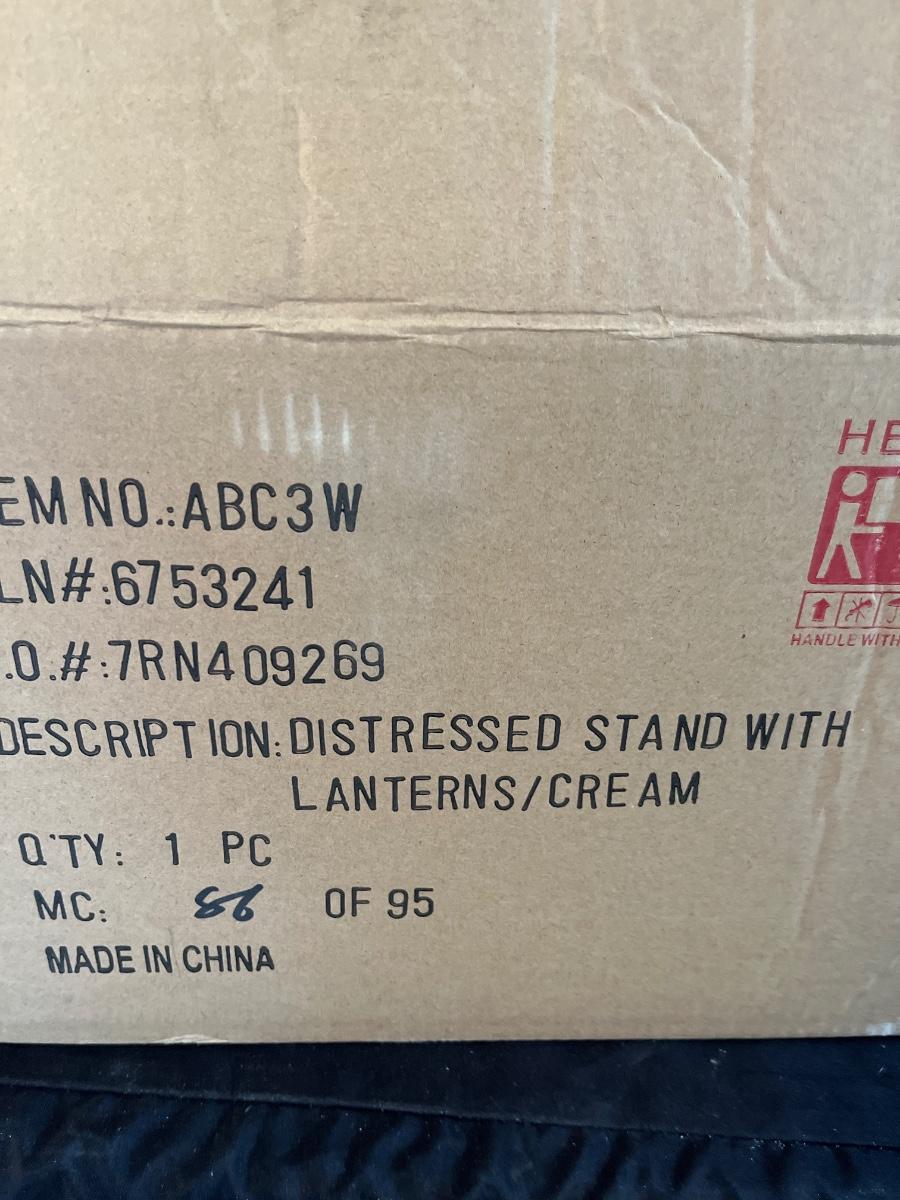 EM NO.:ABC3W
LN#:6753241
.O.#:7RN409269
DESCRIPTION:DISTRESSED STAND WITH
LANTERNS/CREAM
Q'TY: 1 PC
MC: 86 OF 95
MADE IN CHINA
HE
HANDLE WITH